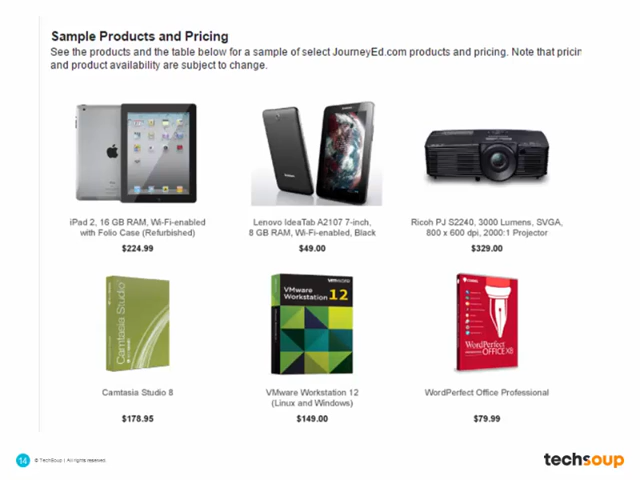 Sample Products and Pricing
See the products and the table below for a sample of select JourneyEd.com products and pricing. Note that pricin
and product availability are subject to change.
iPad 2, 16 GB RAM, Wi-Fi-enabled
with Folio Case (Refurbished)
$224.99
Lenovo IdeaTab A2107 7-inch,
8 GB RAM, Wi-Fi-enabled, Black
$49.00
Ricoh PJ S2240, 3000 Lumens, SVGA,
800 x 600 dpi, 2000:1 Projector
$329.00
Camtasia Studio
vmware
VMware
Workstation 12
WordPerfect
OFFICE X8
Camtasia Studio 8
$178.95
VMware Workstation 12
(Linux and Windows)
$149.00
WordPerfect Office Professional
$79.99
14
© TechSoup | All rights reserved
techsoup